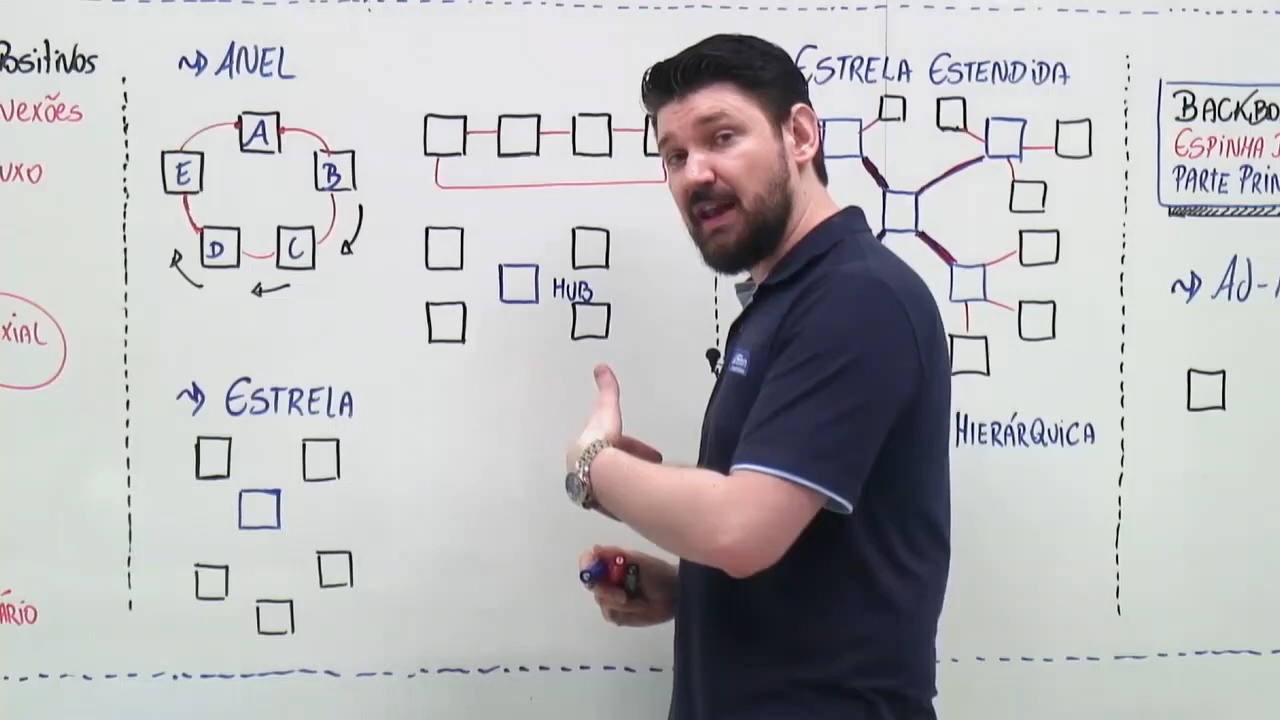 ositivos
nexões
uxo
xial
ário
~> ANEL
A
E
B
D
C
HUB
~> ESTRELA
ESTRELA ESTENDIDA
HIERÁRQUICA
BACKBO
ESPINHA
PARTE PRIN
~> AD-